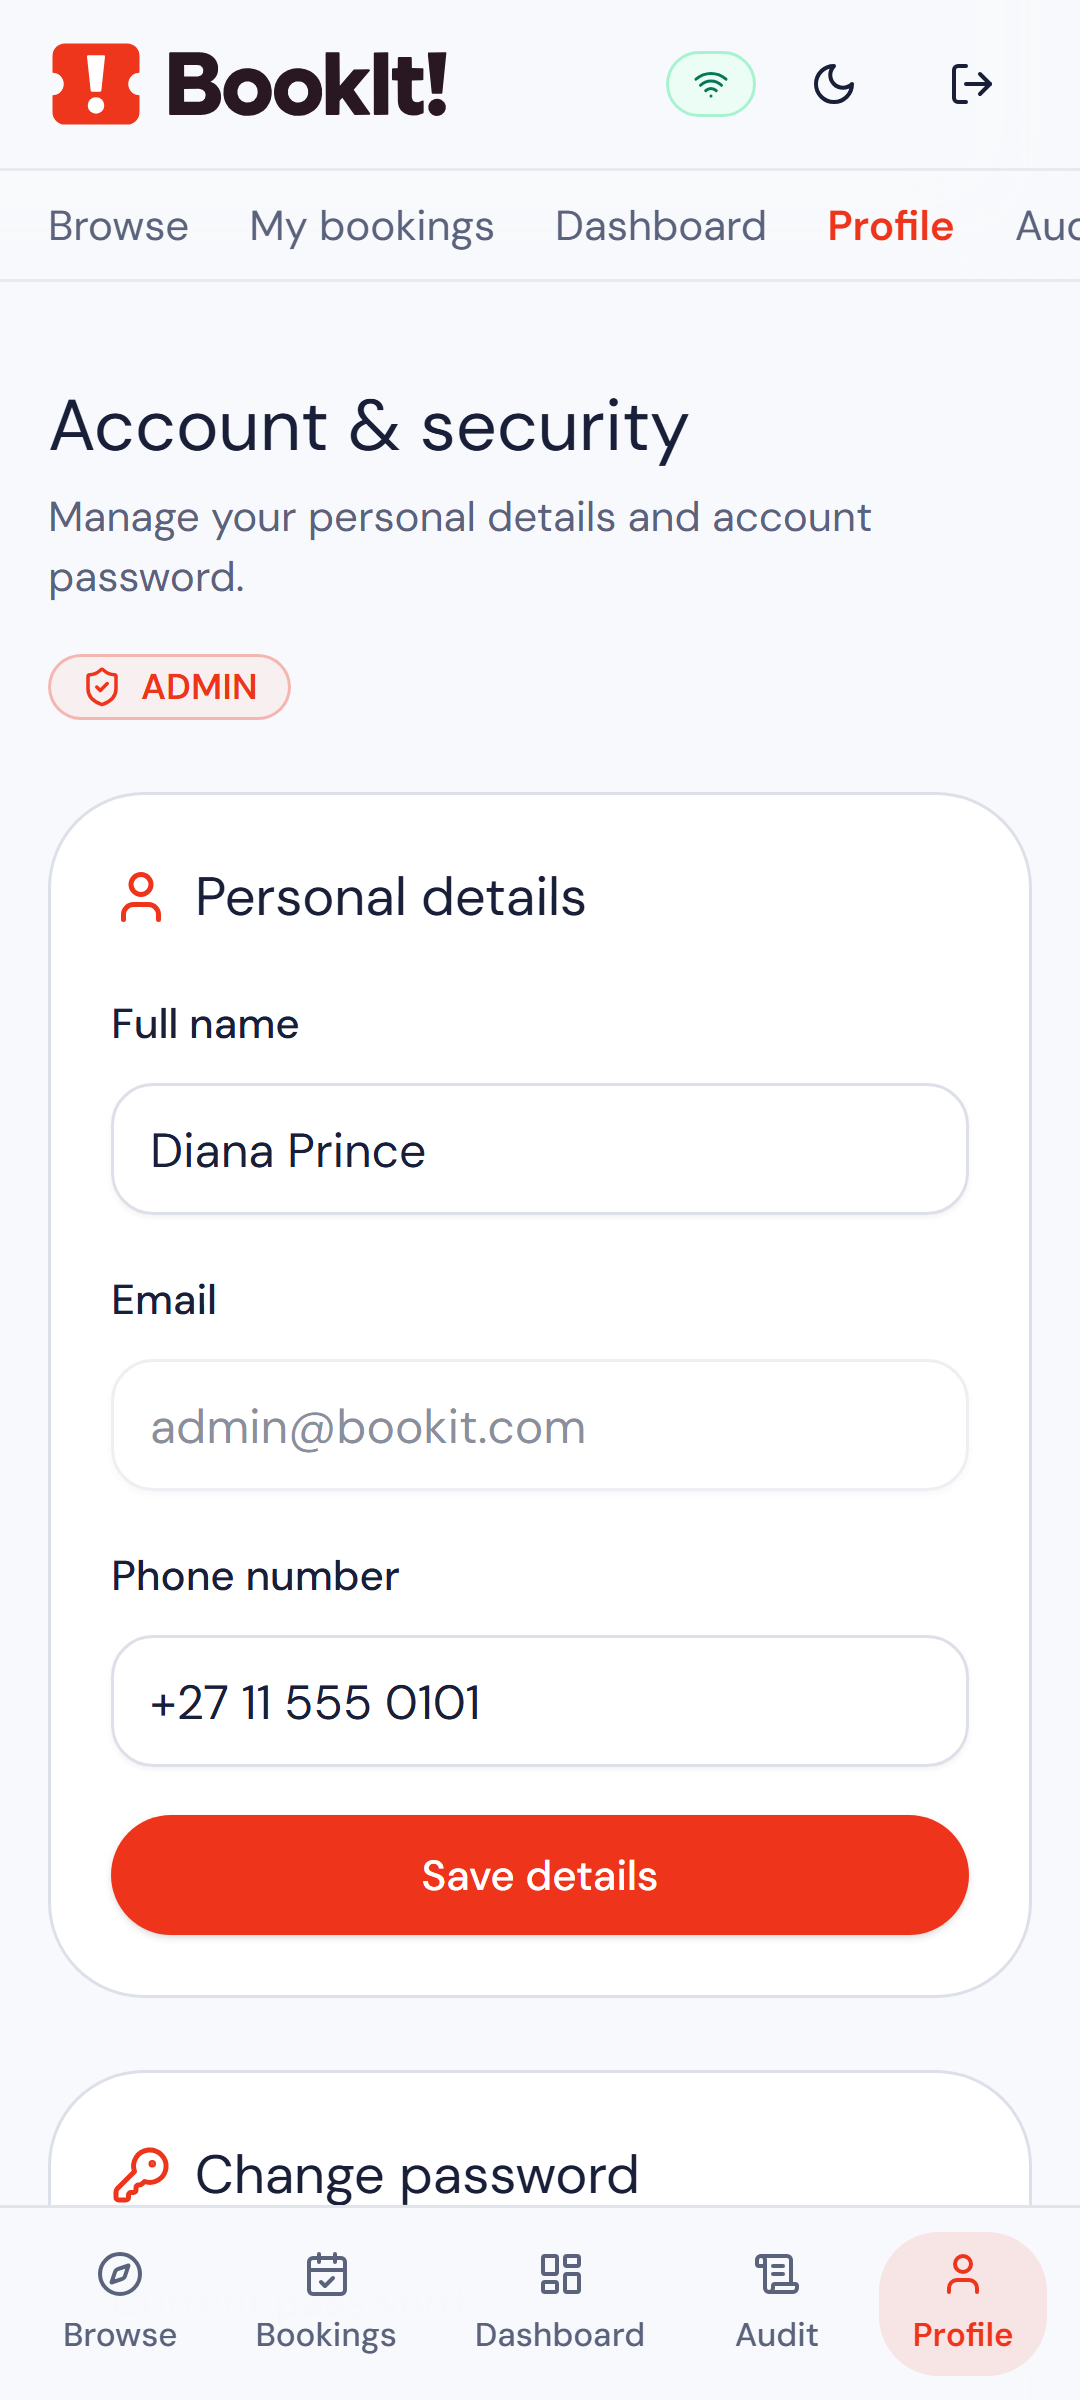 BookIt!
Browse My bookings Dashboard Profile
Account & security
Manage your personal details and account
password.
ADMIN
Personal details
Full name
Diana Prince
Email
admin@bookit.com
Phone number
+27 11 555 0101
Save details
Change password
Browse Bookings Dashboard Audit Profile